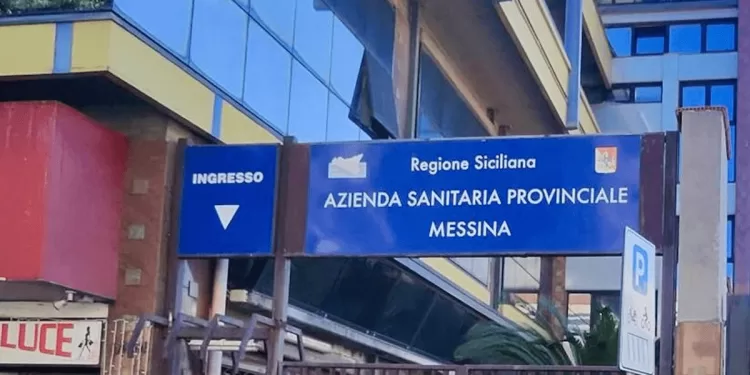 INGRESSO
Regione Siciliana
AZIENDA SANITARIA PROVINCIALE
MESSINA
P
LUCE